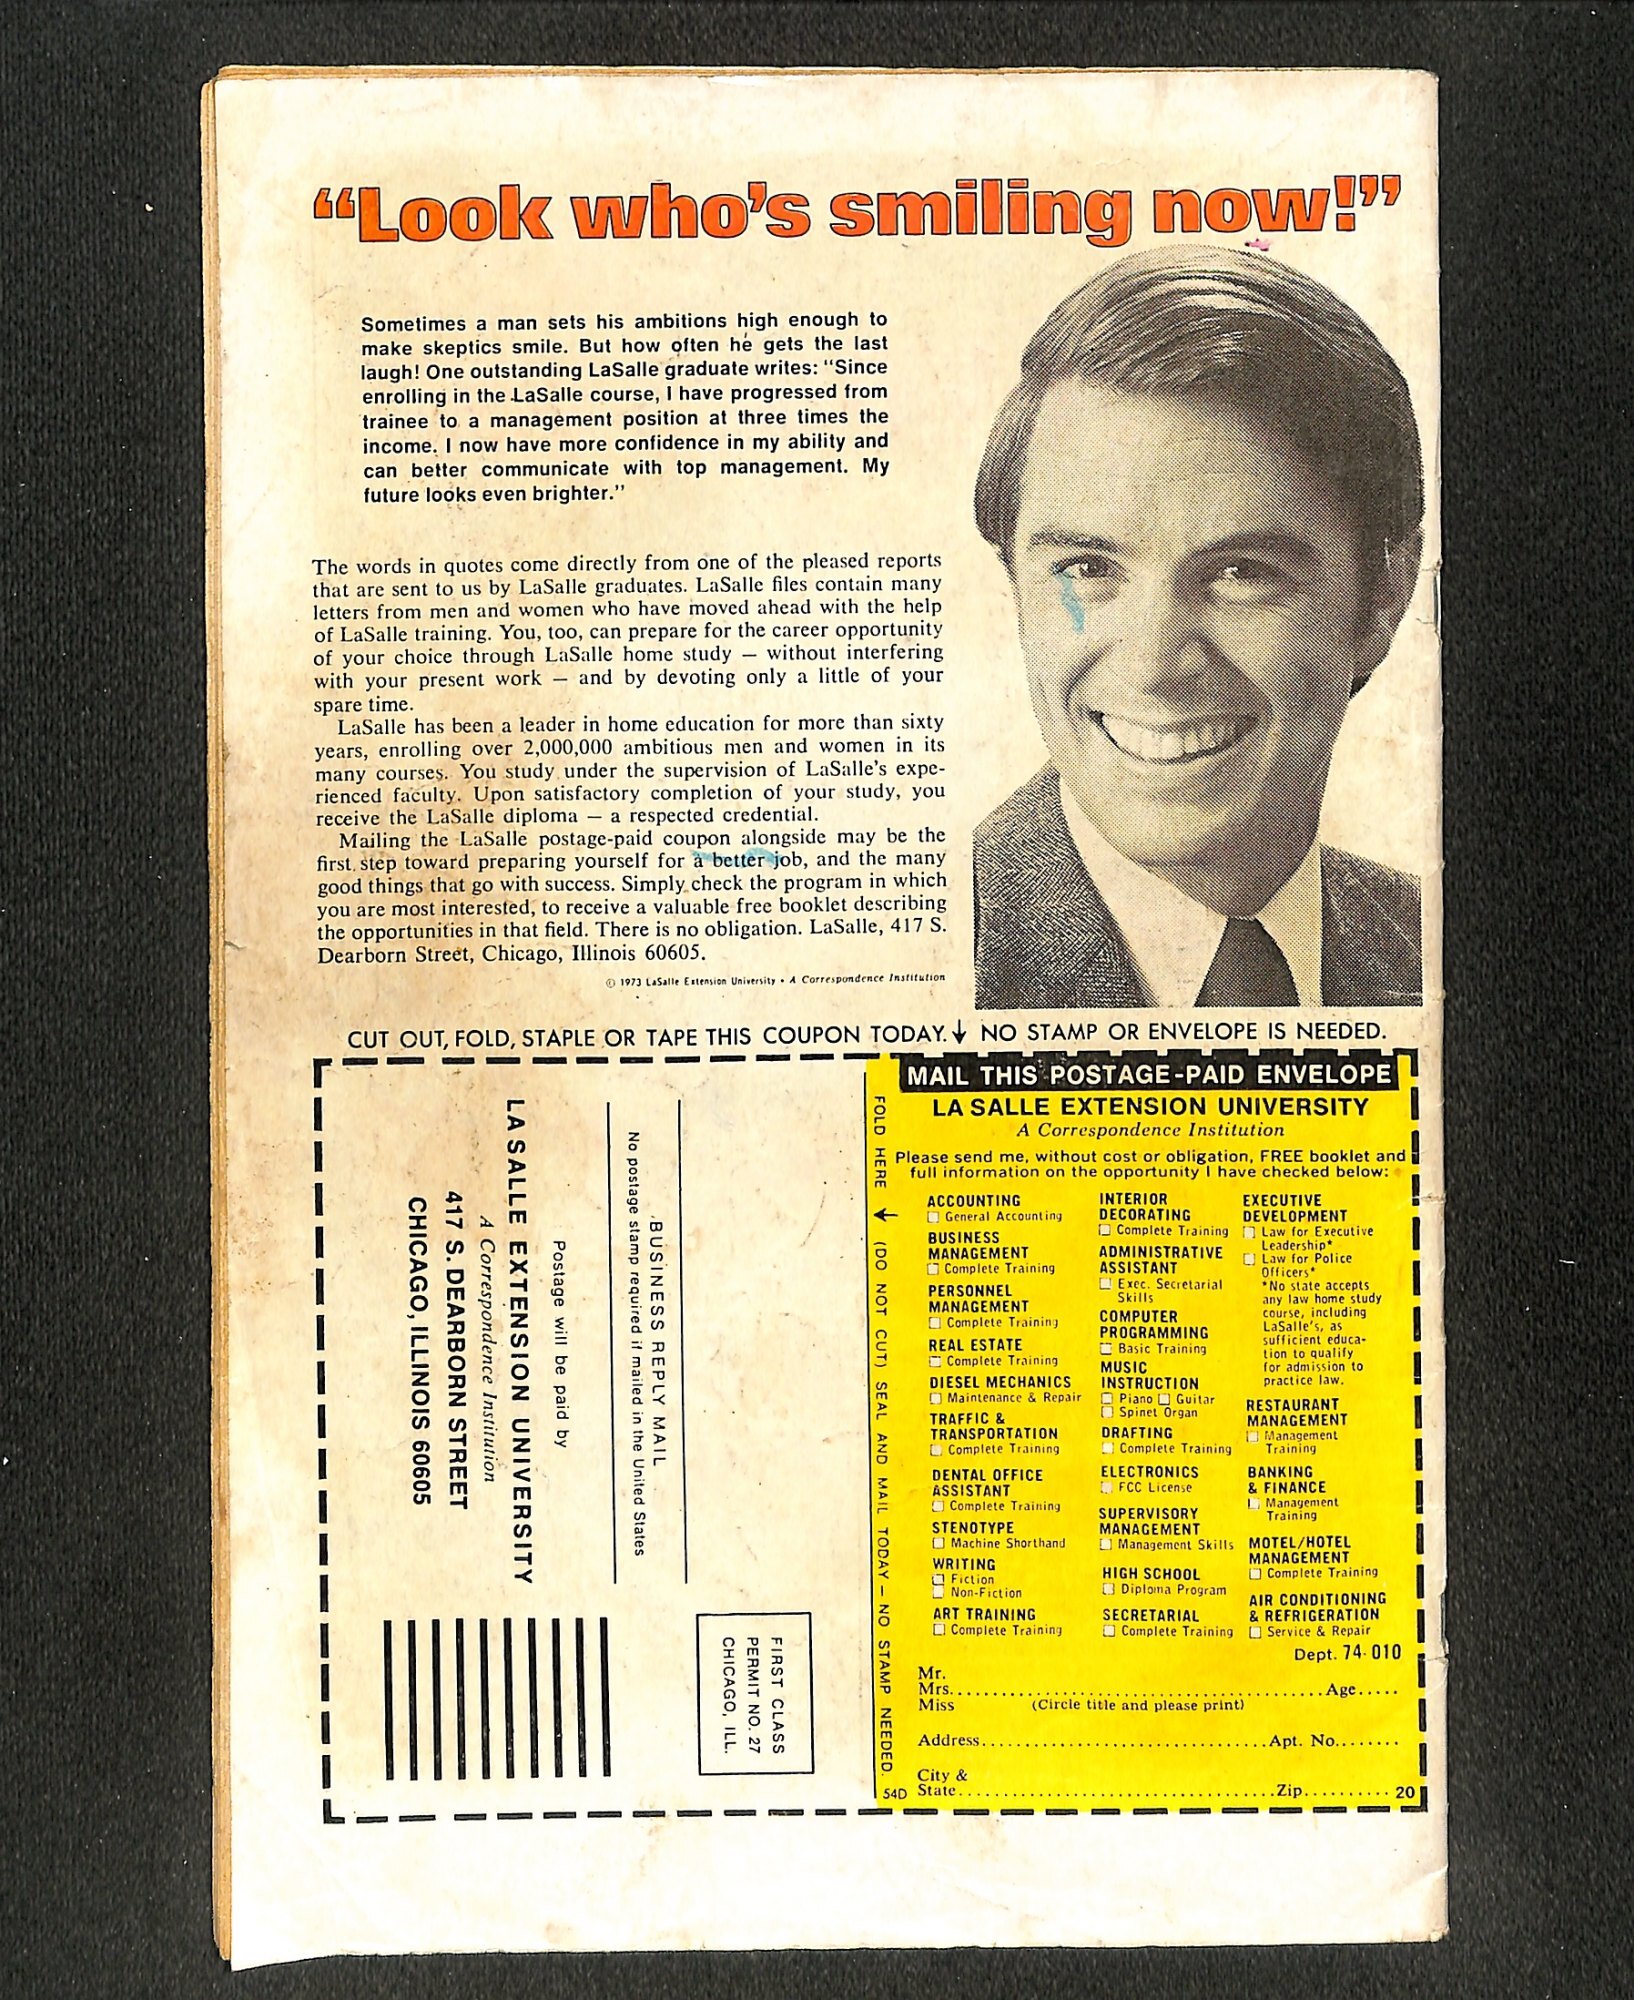 “Look who’s smiling now!”
Sometimes a man sets his ambitions high enough to
make skeptics smile. But how often he gets the last
laugh! One outstanding LaSalle graduate writes: “Since
enrolling in the LaSalle course, I have progressed from
trainee to a management position at three times the
income. I now have more confidence in my ability and
can better communicate with top management. My
future looks even brighter.”
The words in quotes come directly from one of the pleased reports
that are sent to us by LaSalle graduates. LaSalle files contain many
letters from men and women who have moved ahead with the help
of LaSalle training. You, too, can prepare for the career opportunity
of your choice through LaSalle home study — without interfering
with your present work — and by devoting only a little of your
spare time.
LaSalle has been a leader in home education for more than sixty
years, enrolling over 2,000,000 ambitious men and women in its
many courses. You study under the supervision of LaSalle’s expe-
rienced faculty. Upon satisfactory completion of your study, you
receive the LaSalle diploma — a respected credential.
Mailing the LaSalle postage-paid coupon alongside may be the
first step toward preparing yourself for a better job, and the many
good things that go with success. Simply check the program in which
you are most interested, to receive a valuable free booklet describing
the opportunities in that field. There is no obligation. LaSalle, 417 S.
Dearborn Street, Chicago, Illinois 60605.
© 1973 LaSalle Extension University • A Correspondence Institution
CUT OUT, FOLD, STAPLE OR TAPE THIS COUPON TODAY. NO STAMP OR ENVELOPE IS NEEDED.
FIRST CLASS
PERMIT NO. 27
CHICAGO, ILL.
BUSINESS REPLY MAIL
No postage stamp required if mailed in the United States
Postage will be paid by
LA SALLE EXTENSION UNIVERSITY
A Correspondence Institution
417 S. DEARBORN STREET
CHICAGO, ILLINOIS 60605
FOLD HERE (DO NOT CUT) SEAL AND MAIL TODAY — NO STAMP NEEDED.
MAIL THIS POSTAGE-PAID ENVELOPE
LA SALLE EXTENSION UNIVERSITY
A Correspondence Institution
Please send me, without cost or obligation, FREE booklet and
full information on the opportunity I have checked below:
ACCOUNTING
General Accounting
BUSINESS
MANAGEMENT
Complete Training
PERSONNEL
MANAGEMENT
Complete Training
REAL ESTATE
Complete Training
DIESEL MECHANICS
Maintenance & Repair
TRAFFIC &
TRANSPORTATION
Complete Training
DENTAL OFFICE
ASSISTANT
Complete Training
STENOTYPE
Machine Shorthand
WRITING
Fiction
Non-Fiction
ART TRAINING
Complete Training
INTERIOR
DECORATING
Complete Training
ADMINISTRATIVE
ASSISTANT
Exec. Secretarial
Skills
COMPUTER
PROGRAMMING
Basic Training
MUSIC
INSTRUCTION
Piano Guitar
Spinet Organ
DRAFTING
Complete Training
ELECTRONICS
FCC License
SUPERVISORY
MANAGEMENT
Management Skills
HIGH SCHOOL
Diploma Program
SECRETARIAL
Complete Training
EXECUTIVE
DEVELOPMENT
Law for Executive
Leadership*
Law for Police
Officers*
*No state accepts
any law home study
course, including
LaSalle’s, as
sufficient educa-
tion to qualify
for admission to
practice law.
RESTAURANT
MANAGEMENT
Management
Training
BANKING
& FINANCE
Management
Training
MOTEL/HOTEL
MANAGEMENT
Complete Training
AIR CONDITIONING
& REFRIGERATION
Service & Repair
Dept. 74-010
Mr.
Mrs. Age
Miss (Circle title and please print)
Address Apt. No.
City &
State Zip 20
54D